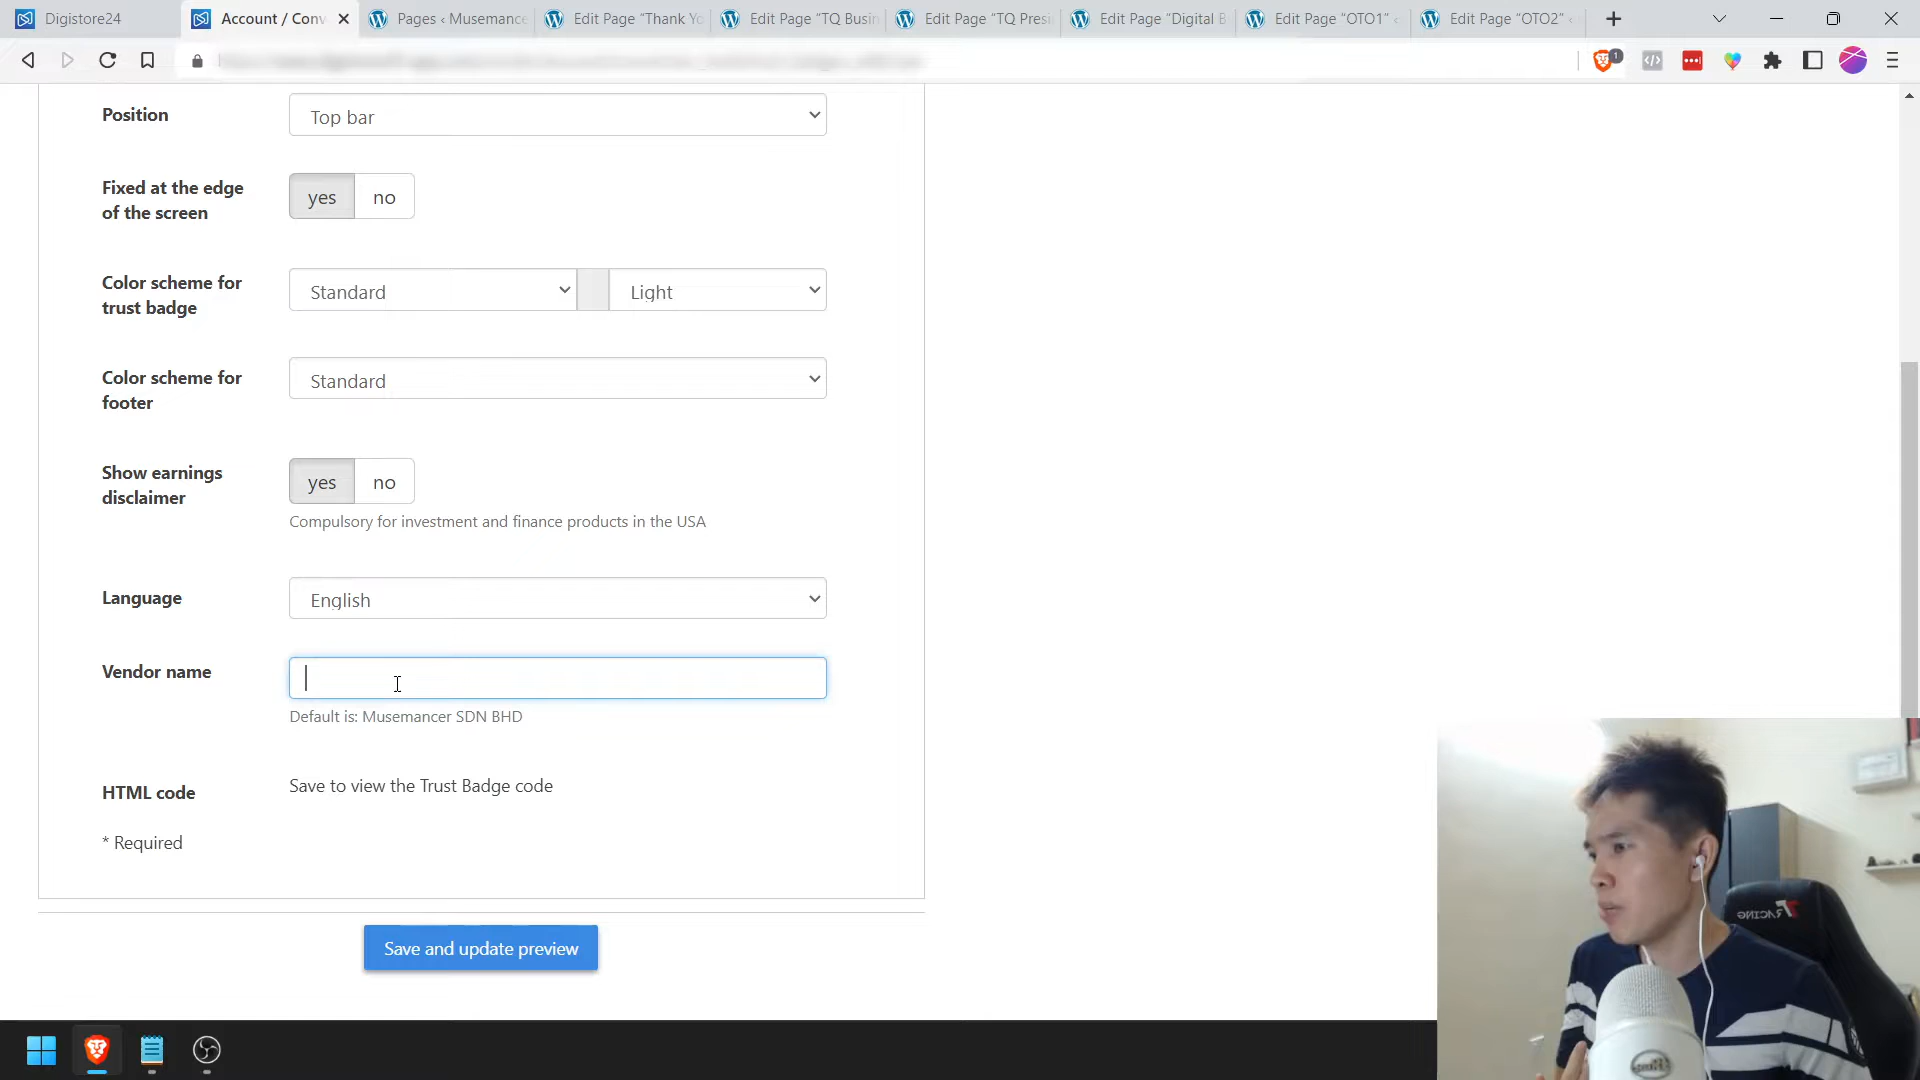 Digistore24
Account / Conv
Pages ‹ Musemance
Edit Page “Thank Yo
Edit Page “TQ Busin
Edit Page “TQ Presi
Edit Page “Digital B
Edit Page “OTO1” ‹
Edit Page “OTO2” ‹
1
Position
Top bar
Fixed at the edge
of the screen
yes no
Color scheme for
trust badge
Standard
Light
Color scheme for
footer
Standard
Show earnings
disclaimer
yes no
Compulsory for investment and finance products in the USA
Language
English
Vendor name
Default is: Musemancer SDN BHD
HTML code
Save to view the Trust Badge code
* Required
Save and update preview
RACING